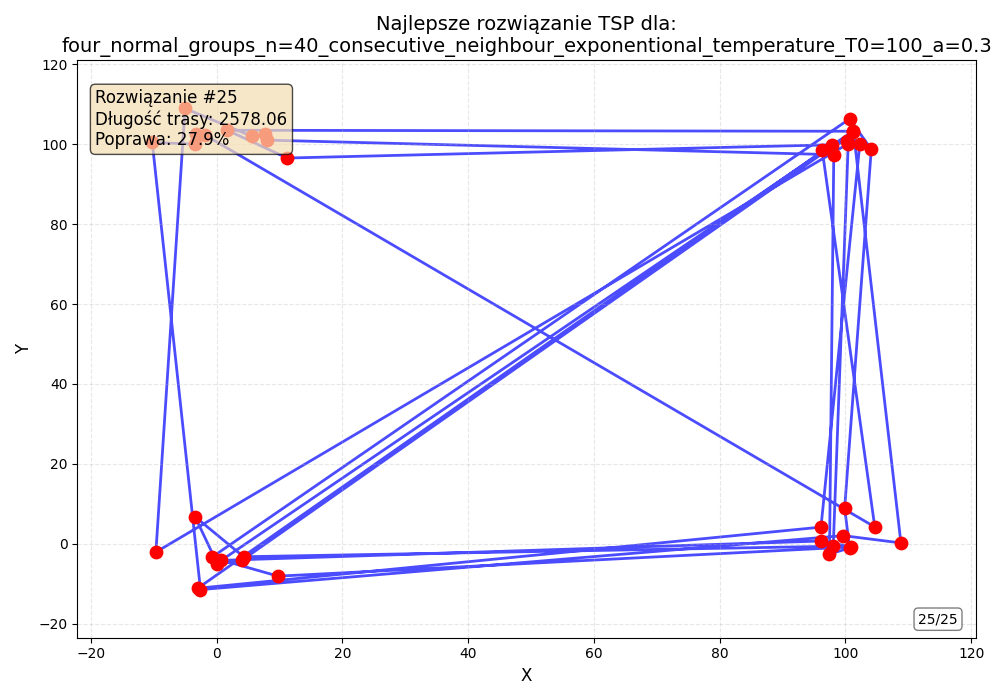 Najlepsze rozwiązanie TSP dla:
four_normal_groups_n=40_consecutive_neighbour_exponentional_temperature_T0=100_a=0.3
120
100
80
60
40
20
0
−20
Y
Rozwiązanie #25
Długość trasy: 2578.06
Poprawa: 27.9%
25/25
−20
0
20
40
60
80
100
120
X